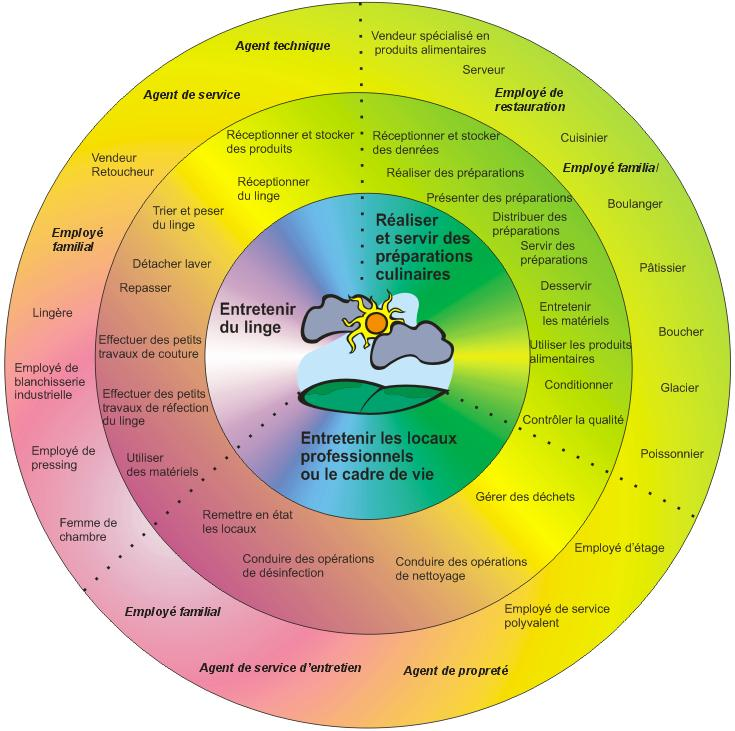 Agent technique
Agent de service
Vendeur
Retoucheur
Employé
familial
Lingère
Employé de
blanchisserie
industrielle
Employé de
pressing
Femme de
chambre
Vendeur spécialisé en
produits alimentaires
Serveur
Employé de
restauration
Cuisinier
Employé familial
Boulanger
Pâtissier
Boucher
Glacier
Poissonnier
Employé d'étage
Employé de service
polyvalent
Agent de propreté
Agent de service d'entretien
Employé familial
Réceptionner et stocker
des produits
Réceptionner
du linge
Trier et peser
du linge
Détacher laver
Repasser
Effectuer des petits
travaux de couture
Effectuer des petits
travaux de réfection
du linge
Utiliser
des matériels
Réceptionner et stocker
des denrées
Réaliser des préparations
Présenter des préparations
Distribuer des
préparations
Servir des
préparations
Desservir
Entretenir
les matériels
Utiliser les produits
alimentaires
Conditionner
Contrôler la qualité
Gérer des déchets
Conduire des opérations
de nettoyage
Conduire des opérations
de désinfection
Remettre en état
les locaux
Réaliser
et servir des
préparations
culinaires
Entretenir
du linge
Entretenir les locaux
professionnels
ou le cadre de vie